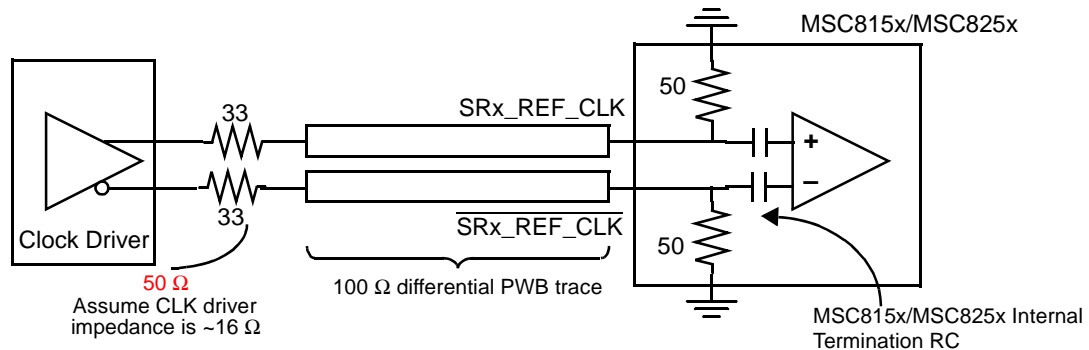 MSC815x/MSC825x
50
33
SRx_REF_CLK
+
−
33
SRx_REF_CLK
50
Clock Driver
50 Ω
Assume CLK driver
impedance is ~16 Ω
100 Ω differential PWB trace
MSC815x/MSC825x Internal
Termination RC